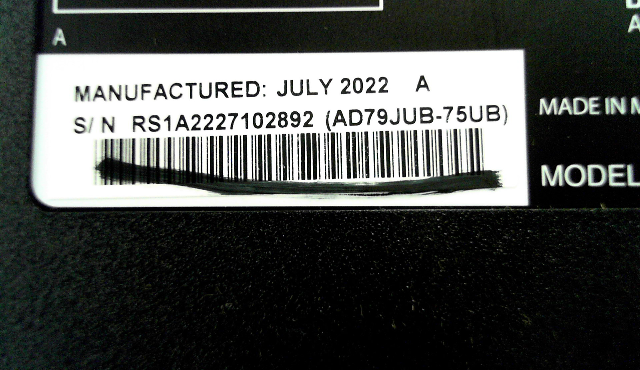 A
MANUFACTURED: JULY 2022 A
S/N RS1A2227102892 (AD79JUB-75UB)
MADE IN
MODEL